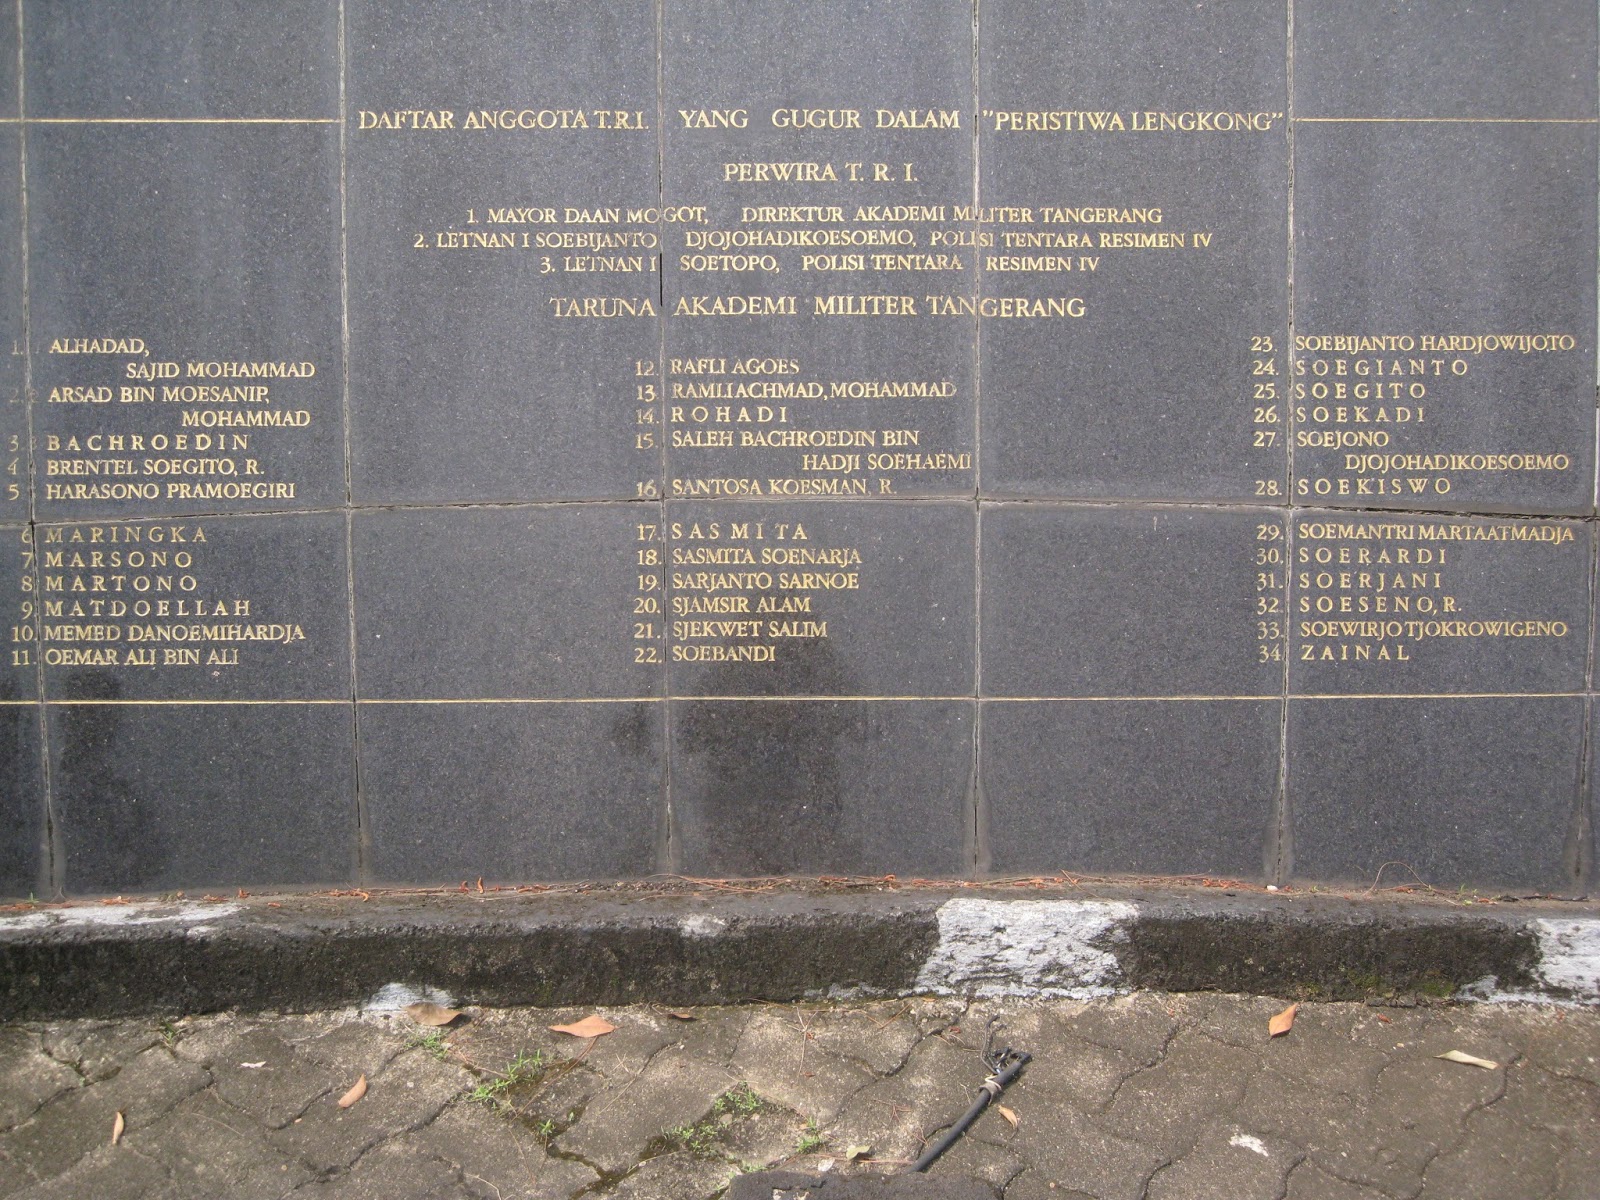 DAFTAR ANGGOTA T.R.I. YANG GUGUR DALAM "PERISTIWA LENGKONG"
PERWIRA T. R. I.
1. MAYOR DAAN MOGOT, DIREKTUR AKADEMI MILITER TANGERANG
2. LETNAN I SOEBIJANTO DJOJOHADIKOESOEMO, POLISI TENTARA RESIMEN IV
3. LETNAN I SOETOPO, POLISI TENTARA RESIMEN IV
TARUNA AKADEMI MILITER TANGERANG
1. ALHADAD,
SAJID MOHAMMAD
2. ARSAD BIN MOESANIP,
MOHAMMAD
3. BACHROEDIN
4 BRENTEL SOEGITO, R.
5 HARASONO PRAMOEGIRI
6 MARINGKA
7 MARSONO
8 MARTONO
9. MATDOELLAH
10. MEMED DANOEMIHARDJA
11. OEMAR ALI BIN ALI
12. RAFLI AGOES
13. RAMLI ACHMAD, MOHAMMAD
14. ROHADI
15. SALEH BACHROEDIN BIN
HADJI SOEHAEMI
16. SANTOSA KOESMAN, R.
17. SASMITA
18. SASMITA SOENARJA
19. SARJANTO SARNOE
20. SJAMSIR ALAM
21. SJEKWET SALIM
22. SOEBANDI
23. SOEBIJANTO HARDJOWIJOTO
24. SOEGIANTO
25. SOEGITO
26. SOEKADI
27. SOEJONO
DJOJOHADIKOESOEMO
28. SOEKISWO
29. SOEMANTRI MARTAATMADJA
30. SOERARDI
31. SOERJANI
32. SOESENO, R.
33. SOEWIRJO TJOKROWIGENO
34. ZAINAL